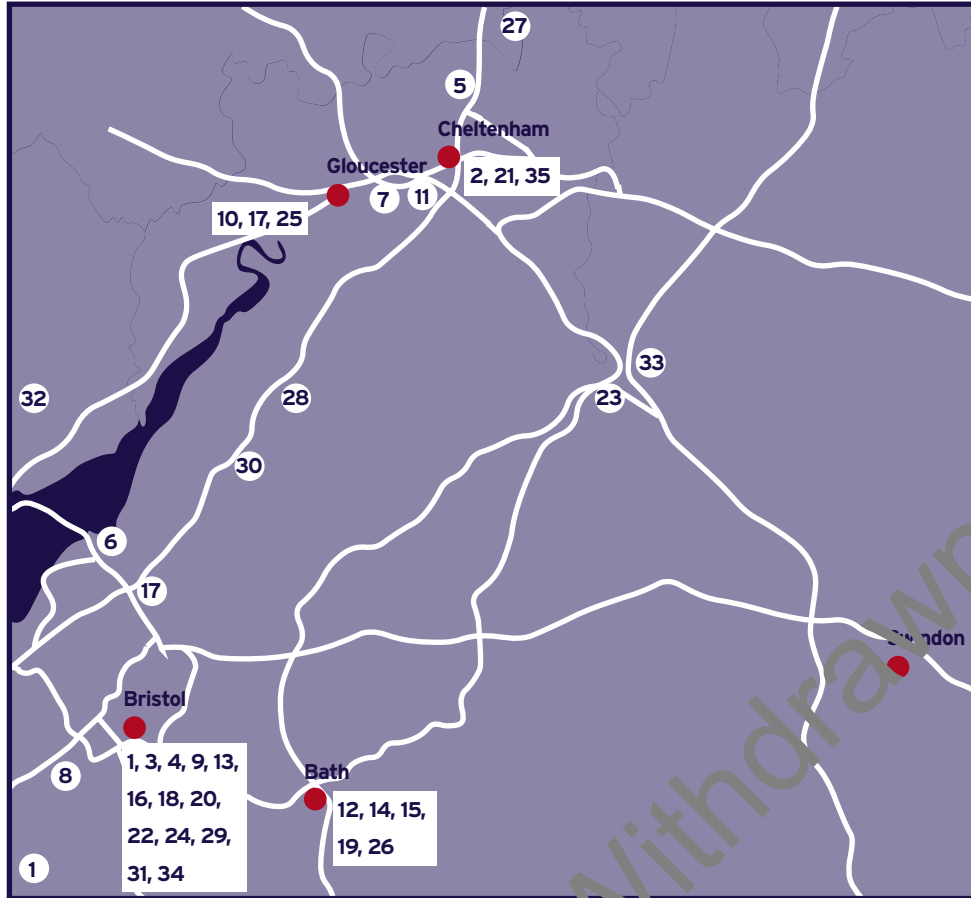 27
5
Cheltenham
Gloucester
2, 21, 35
7
11
10, 17, 25
33
32
28
23
30
6
17
Swindon
Bristol
8
1, 3, 4, 9, 13,
16, 18, 20,
22, 24, 29,
31, 34
Bath
12, 14, 15,
19, 26
1
Withdrawn